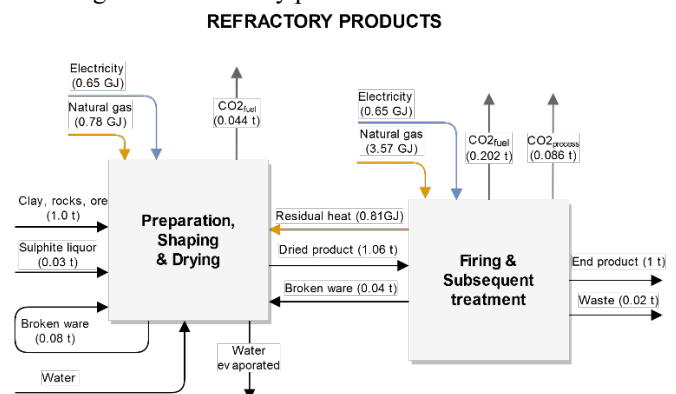 REFRACTORY PRODUCTS
Electricity
(0.65 GJ)
Natural gas
(0.78 GJ)
CO2fuel
(0.044 t)
Electricity
(0.65 GJ)
Natural gas
(3.57 GJ)
CO2fuel
(0.202 t)
CO2process
(0.086 t)
Clay, rocks, ore
(1.0 t)
Sulphite liquor
(0.03 t)
Broken ware
(0.08 t)
Water
Preparation,
Shaping
& Drying
Residual heat (0.81GJ)
Dried product (1.06 t)
Broken ware (0.04 t)
Water
evaporated
Firing &
Subsequent
treatment
End product (1 t)
Waste (0.02 t)